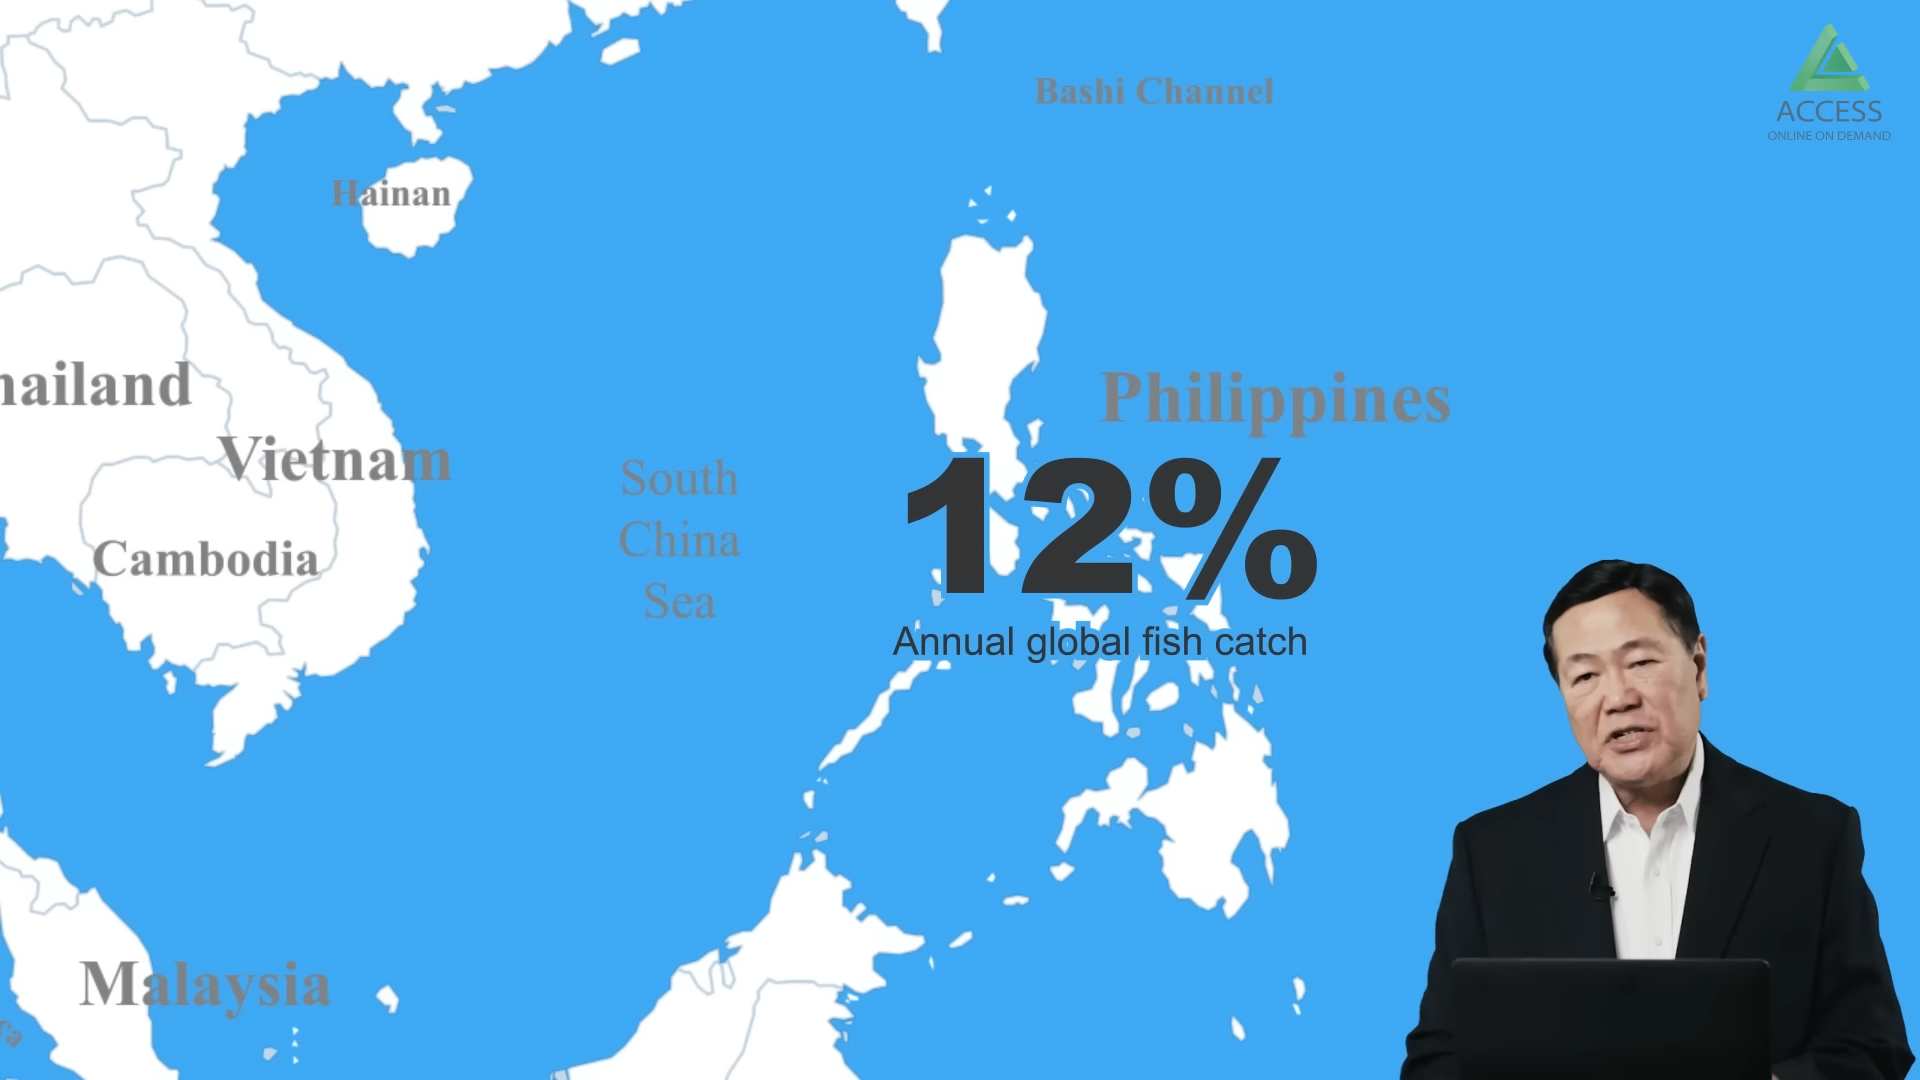 Bashi Channel
ACCESS
ONLINE ON DEMAND
Hainan
hailand
Philippines
Vietnam
South
China
Sea
12%
Cambodia
Annual global fish catch
Malaysia
ca